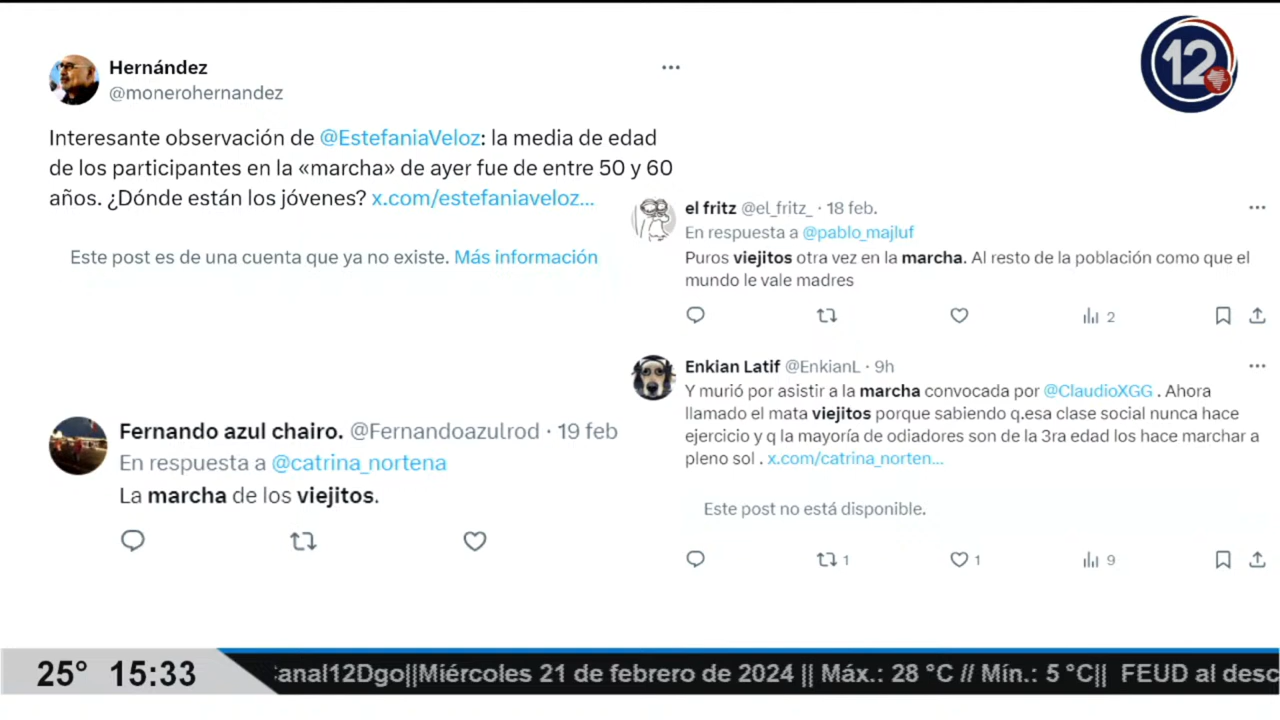 12
Hernández
@monerohernandez
Interesante observación de @EstefaniaVeloz: la media de edad
de los participantes en la «marcha» de ayer fue de entre 50 y 60
años. ¿Dónde están los jóvenes? x.com/estefaniaveloz...
Este post es de una cuenta que ya no existe. Más información
el fritz @el_fritz_ · 18 feb.
En respuesta a @pablo_majluf
Puros viejitos otra vez en la marcha. Al resto de la población como que el
mundo le vale madres
2
Enkian Latif @EnkianL · 9h
Y murió por asistir a la marcha convocada por @ClaudioXGG . Ahora
llamado el mata viejitos porque sabiendo q.esa clase social nunca hace
ejercicio y q la mayoría de odiadores son de la 3ra edad los hace marchar a
pleno sol . x.com/catrina_norten...
Este post no está disponible.
1 1 9
Fernando azul chairo. @Fernandoazulrod · 19 feb
En respuesta a @catrina_nortena
La marcha de los viejitos.
25° 15:33
anal12Dgo||Miércoles 21 de febrero de 2024 || Máx.: 28 °C // Mín.: 5 °C|| FEUD al desc